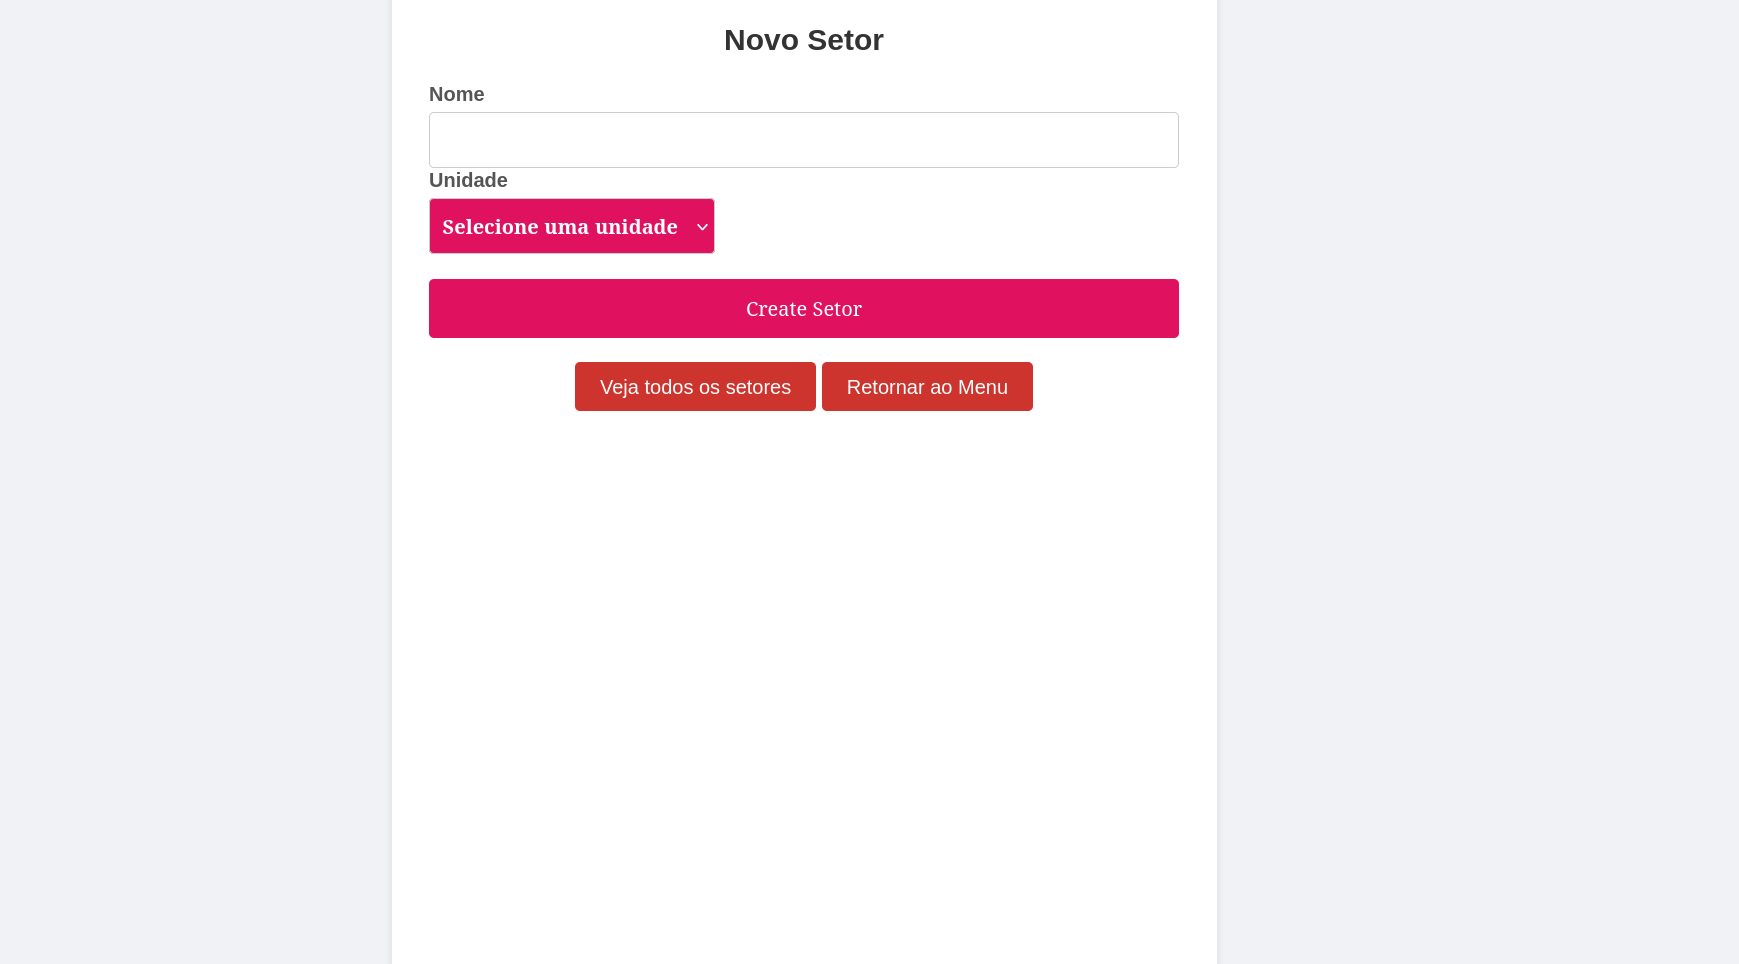 Novo Setor
Nome
Unidade
Selecione uma unidade
Create Setor
Veja todos os setores Retornar ao Menu